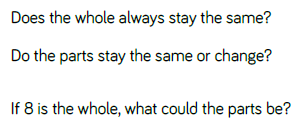 Does the whole always stay the same?
Do the parts stay the same or change?
If 8 is the whole, what could the parts be?